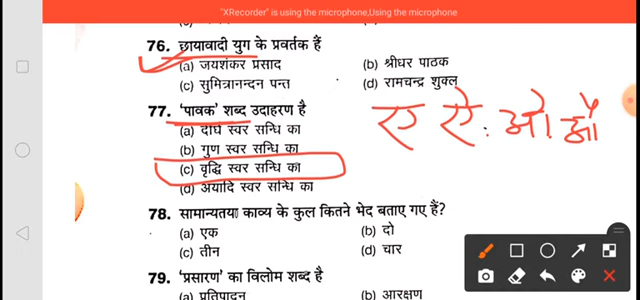 "XRecorder" is using the microphone,Using the microphone
76. छायावादी युग के प्रवर्तक हैं
(a) जयशंकर प्रसाद (b) श्रीधर पाठक
(c) सुमित्रानन्दन पन्त (d) रामचन्द्र शुक्ल
77. ‘पावक’ शब्द उदाहरण है
(a) दीर्घ स्वर सन्धि का
(b) गुण स्वर सन्धि का
(c) वृद्धि स्वर सन्धि का
(d) अयादि स्वर सन्धि का
ए ऐ. ओ. औ
78. सामान्यतया काव्य के कुल कितने भेद बताए गए हैं?
(a) एक (b) दो
(c) तीन (d) चार
79. ‘प्रसारण’ का विलोम शब्द है
(a) प्रतिपादन (b) आरक्षण